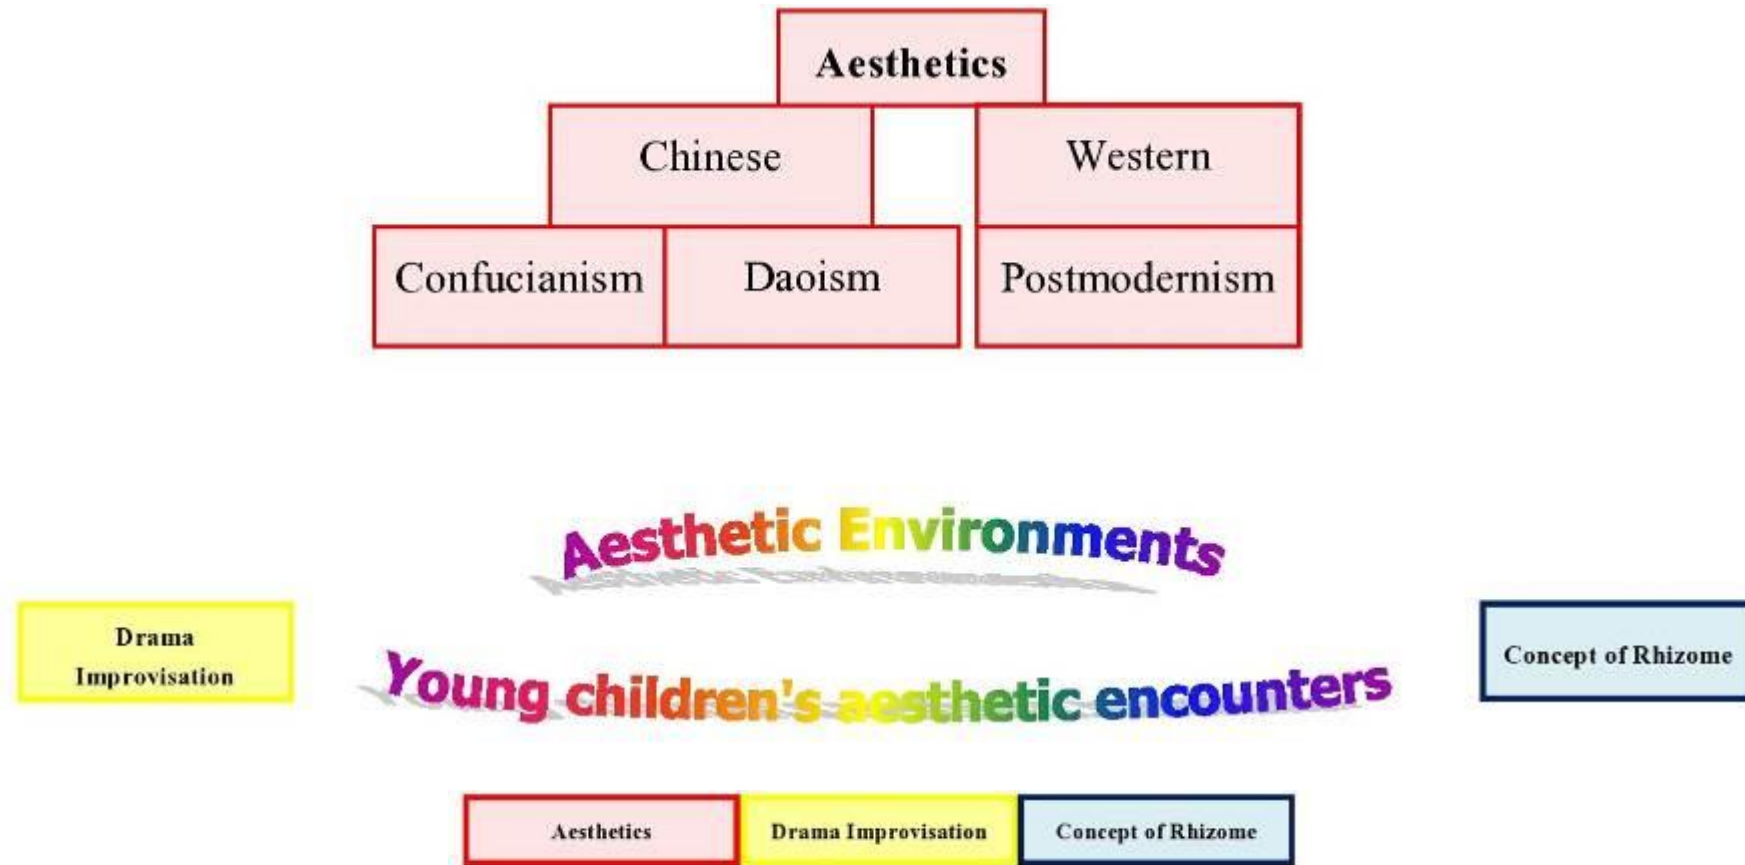 Aesthetics
Chinese
Western
Confucianism
Daoism
Postmodernism
Aesthetic Environments
Drama
Improvisation
Young children's aesthetic encounters
Concept of Rhizome
Aesthetics
Drama Improvisation
Concept of Rhizome